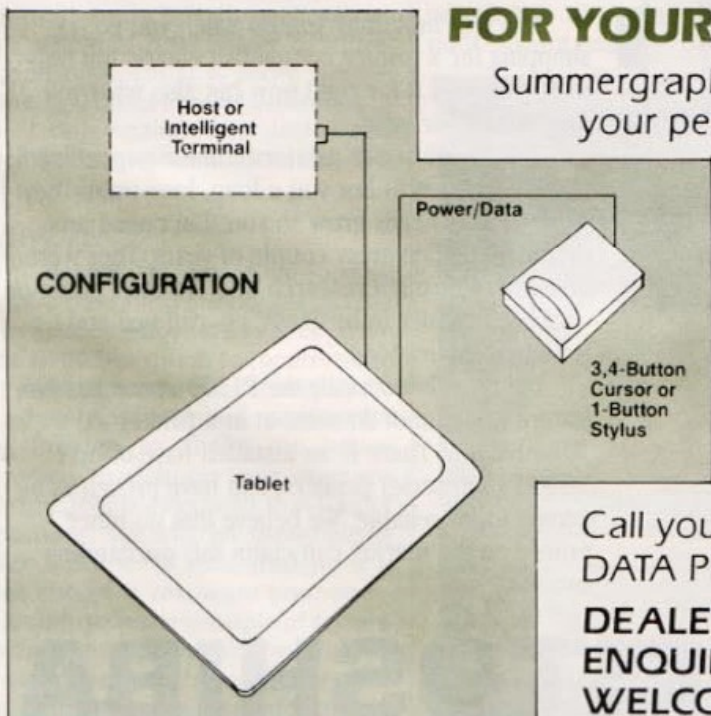 FOR YOUR
Summergraph
your pe
Host or
Intelligent
Terminal
Power/Data
CONFIGURATION
3,4-Button
Cursor or
1-Button
Stylus
Tablet
Call you
DATA P
DEALE
ENQUI
WELCO